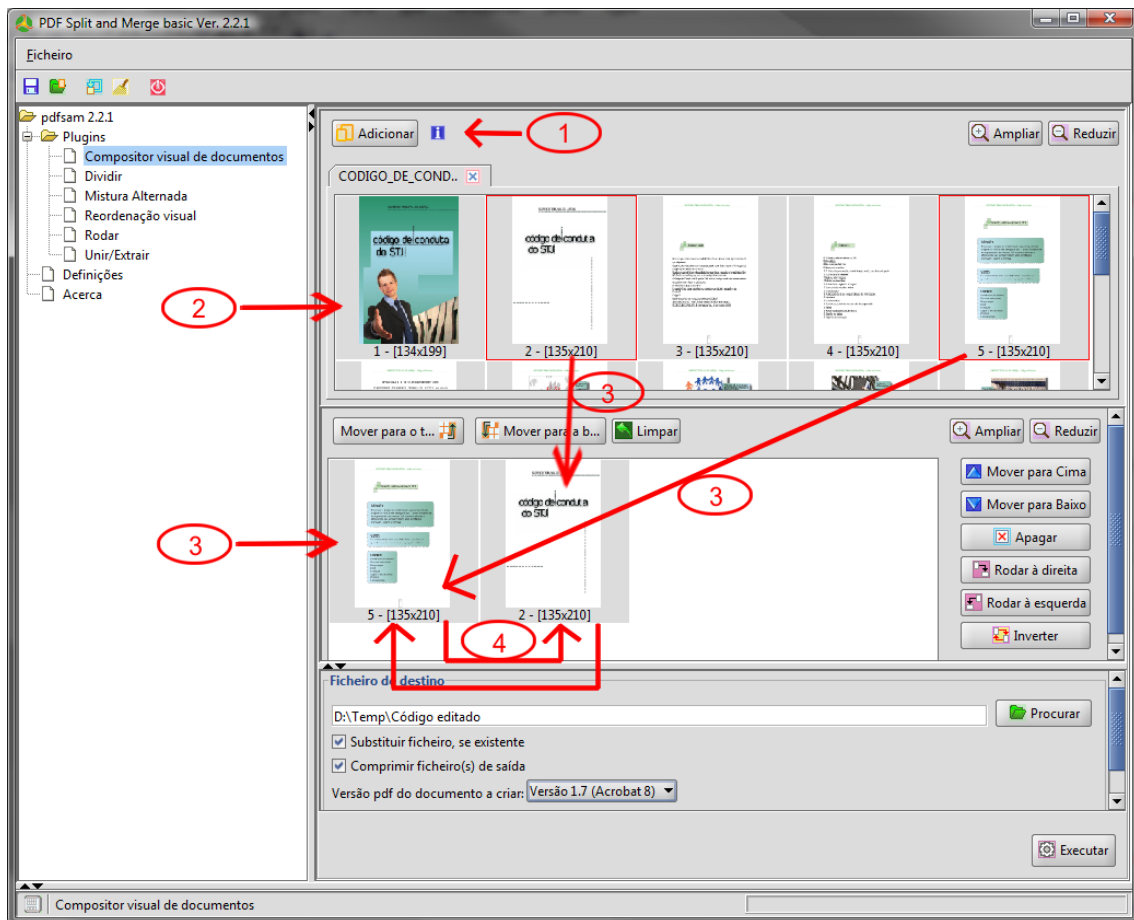 PDF Split and Merge basic Ver. 2.2.1
Ficheiro
pdfsam 2.2.1
Plugins
Compositor visual de documentos
Dividir
Mistura Alternada
Reordenação visual
Rodar
Unir/Extrair
Definições
Acerca
Adicionar
1
Ampliar
Reduzir
CODIGO_DE_COND..
código de conduta
do STJ
código de conduta
do STJ
2
1 - [134x199]
2 - [135x210]
3 - [135x210]
4 - [135x210]
5 - [135x210]
3
Mover para o t...
Mover para a b...
Limpar
Ampliar
Reduzir
código de conduta
do STJ
3
3
5 - [135x210]
2 - [135x210]
4
Mover para Cima
Mover para Baixo
Apagar
Rodar à direita
Rodar à esquerda
Inverter
Ficheiro de destino
D:\Temp\Código editado
Procurar
Substituir ficheiro, se existente
Comprimir ficheiro(s) de saída
Versão pdf do documento a criar: Versão 1.7 (Acrobat 8)
Executar
Compositor visual de documentos